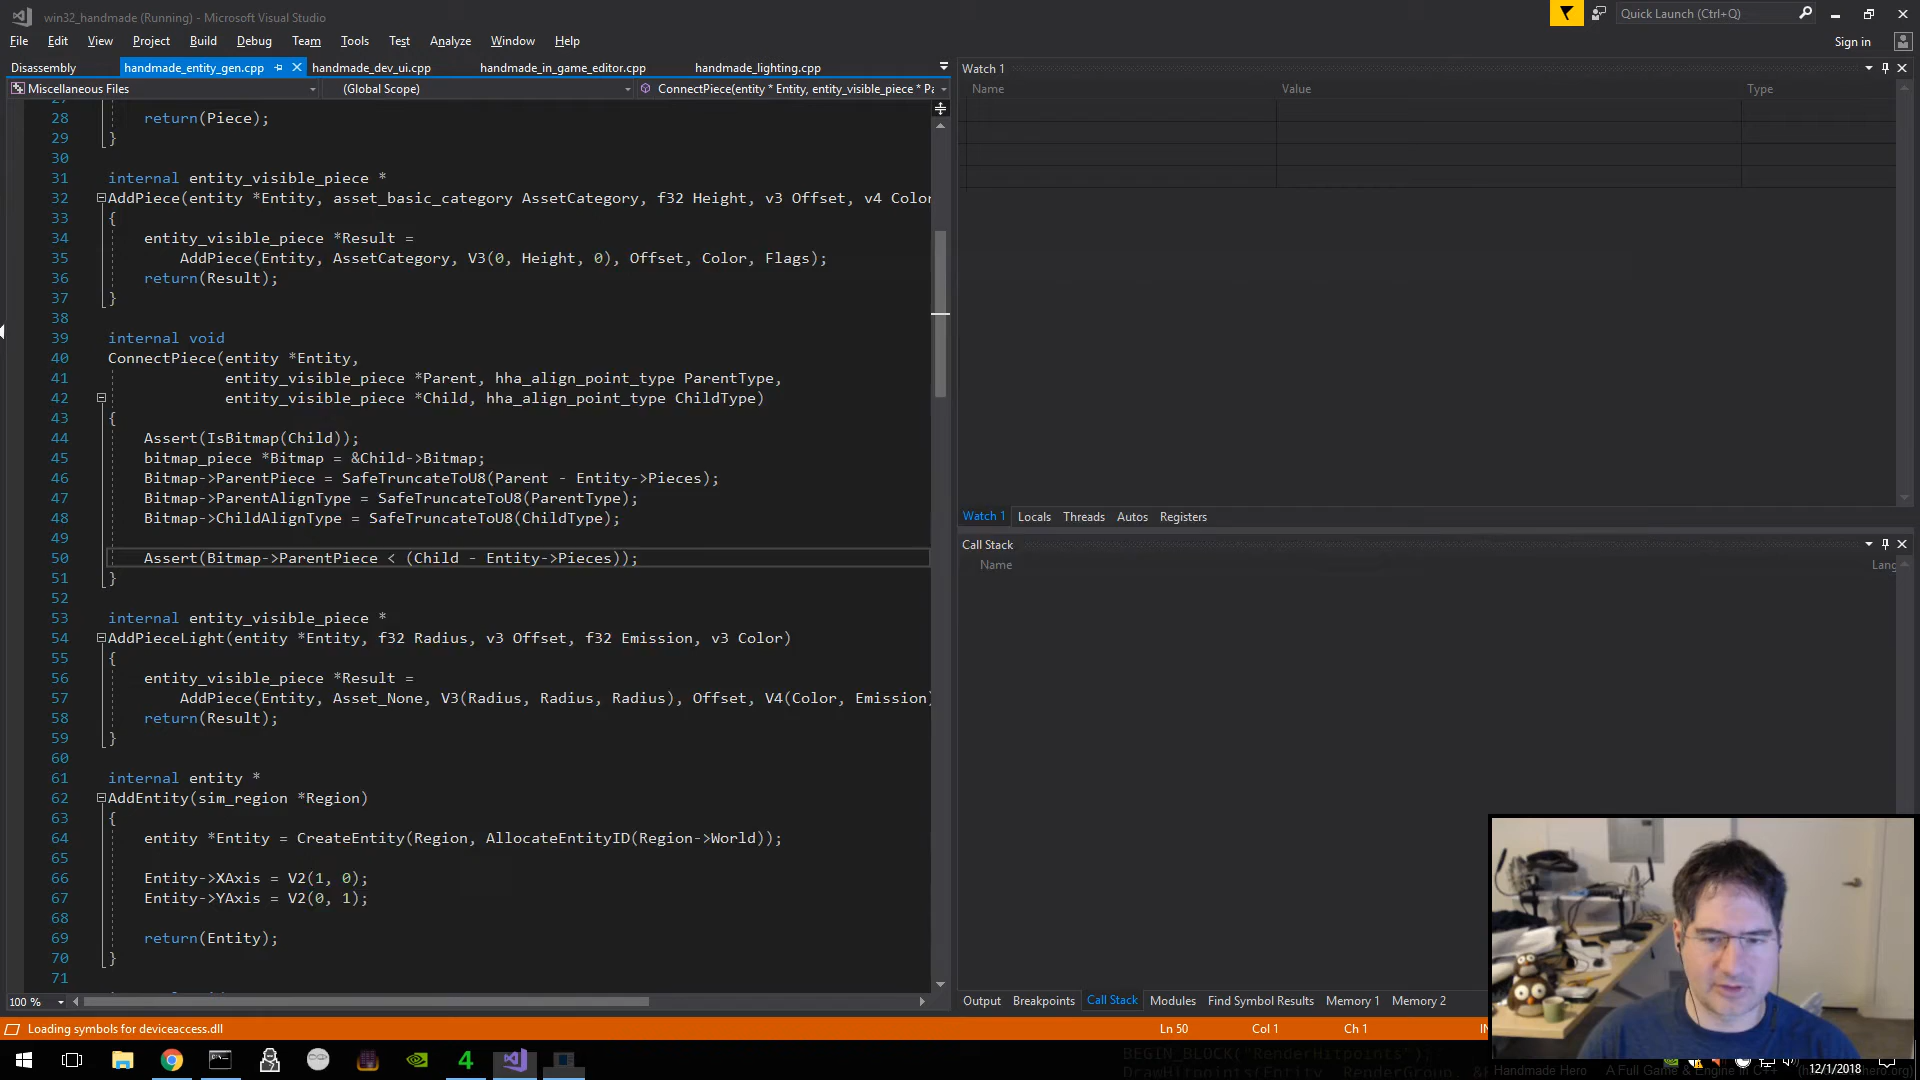 win32_handmade (Running) - Microsoft Visual Studio
Quick Launch (Ctrl+Q)
File Edit View Project Build Debug Team Tools Test Analyze Window Help
Sign in
Disassembly handmade_entity_gen.cpp handmade_dev_ui.cpp handmade_in_game_editor.cpp handmade_lighting.cpp
Miscellaneous Files (Global Scope) ConnectPiece(entity * Entity, entity_visible_piece * Pa
27
28 return(Piece);
29 }
30
31 internal entity_visible_piece *
32 AddPiece(entity *Entity, asset_basic_category AssetCategory, f32 Height, v3 Offset, v4 Color
33 {
34 entity_visible_piece *Result =
35 AddPiece(Entity, AssetCategory, V3(0, Height, 0), Offset, Color, Flags);
36 return(Result);
37 }
38
39 internal void
40 ConnectPiece(entity *Entity,
41 entity_visible_piece *Parent, hha_align_point_type ParentType,
42 entity_visible_piece *Child, hha_align_point_type ChildType)
43 {
44 Assert(IsBitmap(Child));
45 bitmap_piece *Bitmap = &Child->Bitmap;
46 Bitmap->ParentPiece = SafeTruncateToU8(Parent - Entity->Pieces);
47 Bitmap->ParentAlignType = SafeTruncateToU8(ParentType);
48 Bitmap->ChildAlignType = SafeTruncateToU8(ChildType);
49
50 Assert(Bitmap->ParentPiece < (Child - Entity->Pieces));
51 }
52
53 internal entity_visible_piece *
54 AddPieceLight(entity *Entity, f32 Radius, v3 Offset, f32 Emission, v3 Color)
55 {
56 entity_visible_piece *Result =
57 AddPiece(Entity, Asset_None, V3(Radius, Radius, Radius), Offset, V4(Color, Emission)
58 return(Result);
59 }
60
61 internal entity *
62 AddEntity(sim_region *Region)
63 {
64 entity *Entity = CreateEntity(Region, AllocateEntityID(Region->World));
65
66 Entity->XAxis = V2(1, 0);
67 Entity->YAxis = V2(0, 1);
68
69 return(Entity);
70 }
71
100 %
Watch 1
Name Value Type
Watch 1 Locals Threads Autos Registers
Call Stack
Name Lang
Output Breakpoints Call Stack Modules Find Symbol Results Memory 1 Memory 2
Loading symbols for deviceaccess.dll Ln 50 Col 1 Ch 1 IN
BEGIN_BLOCK("RenderHitpoints");
12/1/2018
Handmade Hero A Full Game & Engine in C++